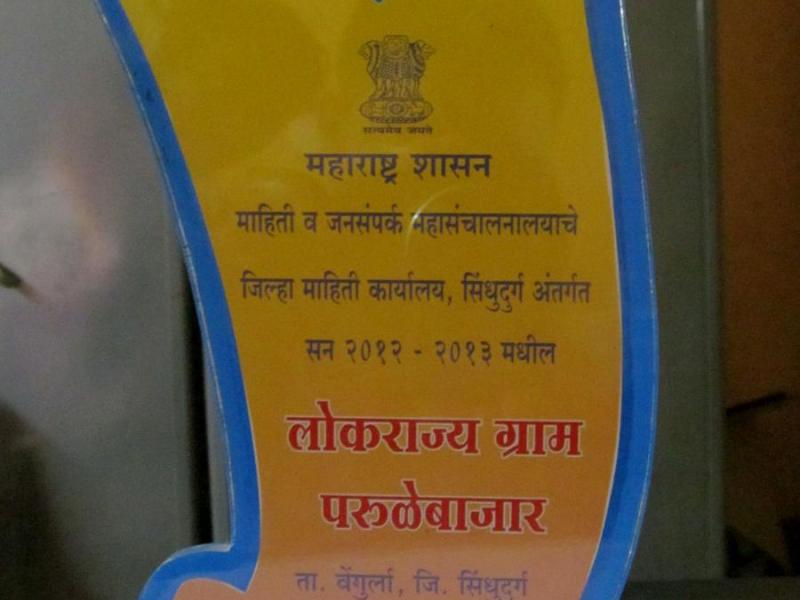 सत्यमेव जयते
महाराष्ट्र शासन
माहिती व जनसंपर्क महासंचालनालयाचे
जिल्हा माहिती कार्यालय, सिंधुदुर्ग अंतर्गत
सन २०१२ - २०१३ मधील
लोकराज्य ग्राम
परूळेबाजार
ता. वेंगुर्ला, जि. सिंधुदुर्ग